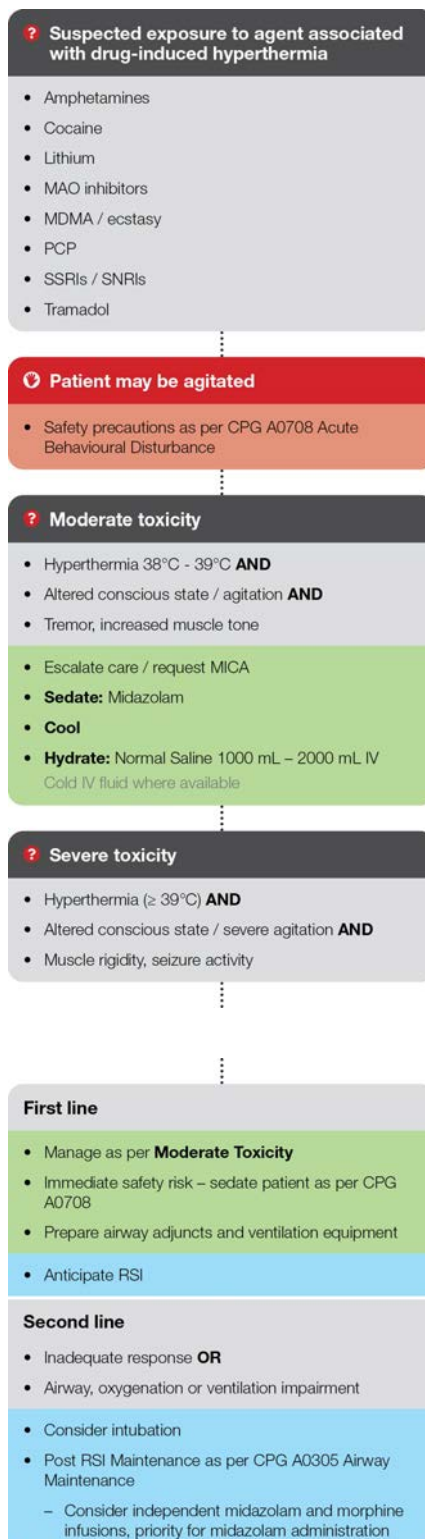 Suspected exposure to agent associated
with drug-induced hyperthermia
• Amphetamines
• Cocaine
• Lithium
• MAO inhibitors
• MDMA / ecstasy
• PCP
• SSRIs / SNRIs
• Tramadol
Patient may be agitated
• Safety precautions as per CPG A0708 Acute
Behavioural Disturbance
? Moderate toxicity
• Hyperthermia 38°C - 39°C AND
• Altered conscious state / agitation AND
• Tremor, increased muscle tone
• Escalate care / request MICA
• Sedate: Midazolam
• Cool
• Hydrate: Normal Saline 1000 mL – 2000 mL IV
Cold IV fluid where available
? Severe toxicity
• Hyperthermia (≥ 39°C) AND
• Altered conscious state / severe agitation AND
• Muscle rigidity, seizure activity
First line
• Manage as per Moderate Toxicity
• Immediate safety risk – sedate patient as per CPG
A0708
• Prepare airway adjuncts and ventilation equipment
• Anticipate RSI
Second line
• Inadequate response OR
• Airway, oxygenation or ventilation impairment
• Consider intubation
• Post RSI Maintenance as per CPG A0305 Airway
Maintenance
– Consider independent midazolam and morphine
infusions, priority for midazolam administration